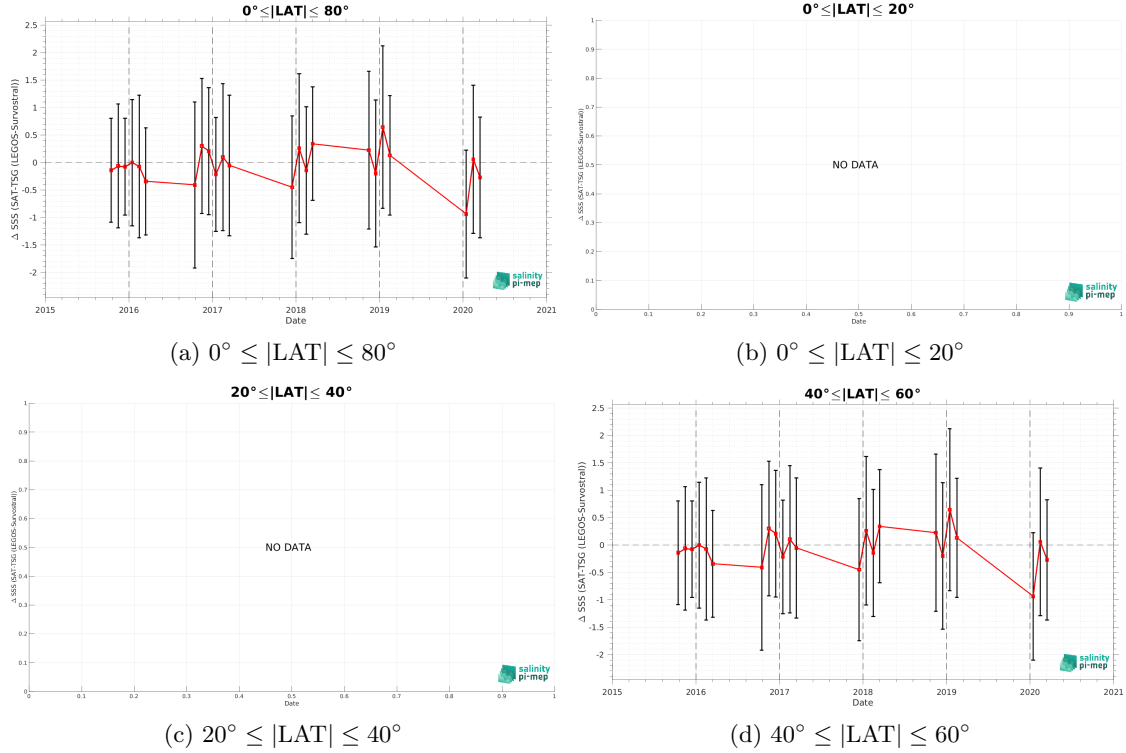 0°≤|LAT|≤ 80°
Δ SSS (SAT-TSG (LEGOS-Survostral))
2.5
2
1.5
1
0.5
0
-0.5
-1
-1.5
-2
2015 2016 2017 2018 2019 2020 2021
Date
salinity
pi-mep
(a) 0° ≤ |LAT| ≤ 80°
0°≤|LAT|≤ 20°
Δ SSS (SAT-TSG (LEGOS-Survostral))
1
0.9
0.8
0.7
0.6
0.5
0.4
0.3
0.2
0.1
0
NO DATA
0 0.1 0.2 0.3 0.4 0.5 0.6 0.7 0.8 0.9 1
Date
salinity
pi-mep
(b) 0° ≤ |LAT| ≤ 20°
20°≤|LAT|≤ 40°
Δ SSS (SAT-TSG (LEGOS-Survostral))
1
0.9
0.8
0.7
0.6
0.5
0.4
0.3
0.2
0.1
0
NO DATA
0 0.1 0.2 0.3 0.4 0.5 0.6 0.7 0.8 0.9 1
Date
salinity
pi-mep
(c) 20° ≤ |LAT| ≤ 40°
40°≤|LAT|≤ 60°
Δ SSS (SAT-TSG (LEGOS-Survostral))
2.5
2
1.5
1
0.5
0
-0.5
-1
-1.5
-2
2015 2016 2017 2018 2019 2020 2021
Date
salinity
pi-mep
(d) 40° ≤ |LAT| ≤ 60°